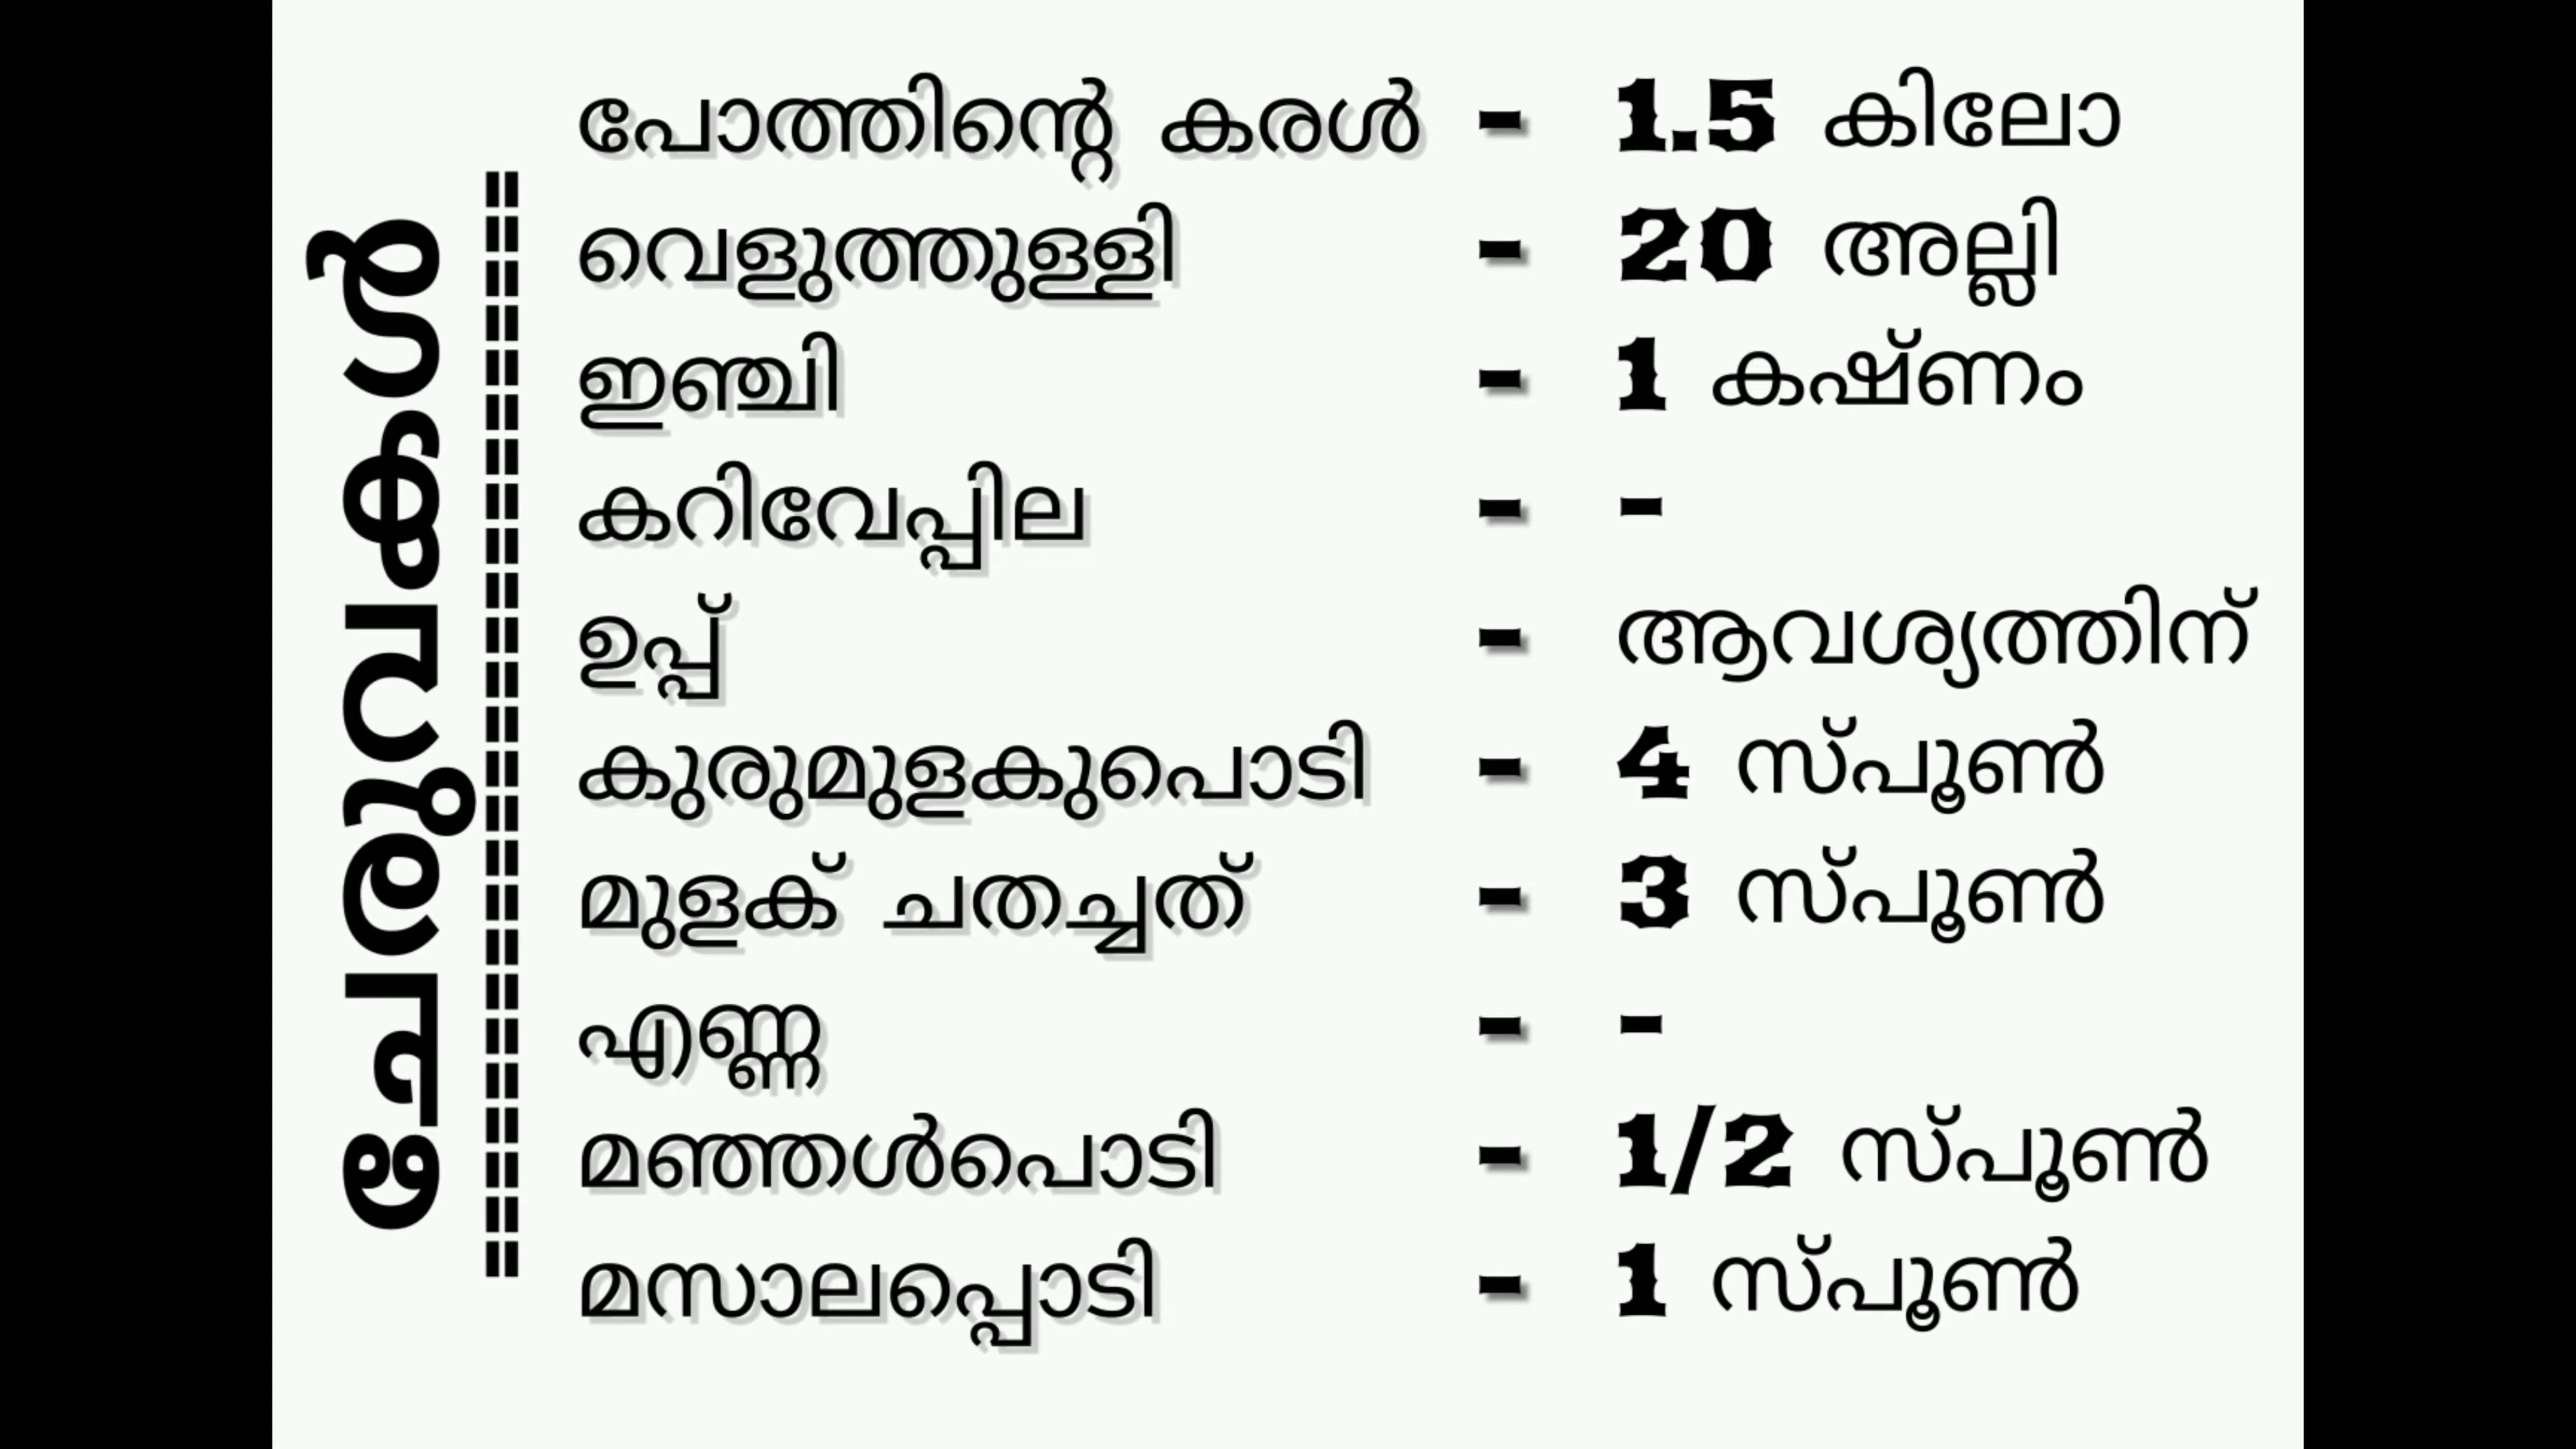 ചേരുവകൾ
പോത്തിന്റെ കരൾ - 1.5 കിലോ
വെളുത്തുള്ളി - 20 അല്ലി
ഇഞ്ചി - 1 കഷ്ണം
കറിവേപ്പില - -
ഉപ്പ് - ആവശ്യത്തിന്
കുരുമുളകുപൊടി - 4 സ്പൂൺ
മുളക് ചതച്ചത് - 3 സ്പൂൺ
എണ്ണ - -
മഞ്ഞൾപൊടി - 1/2 സ്പൂൺ
മസാലപ്പൊടി - 1 സ്പൂൺ